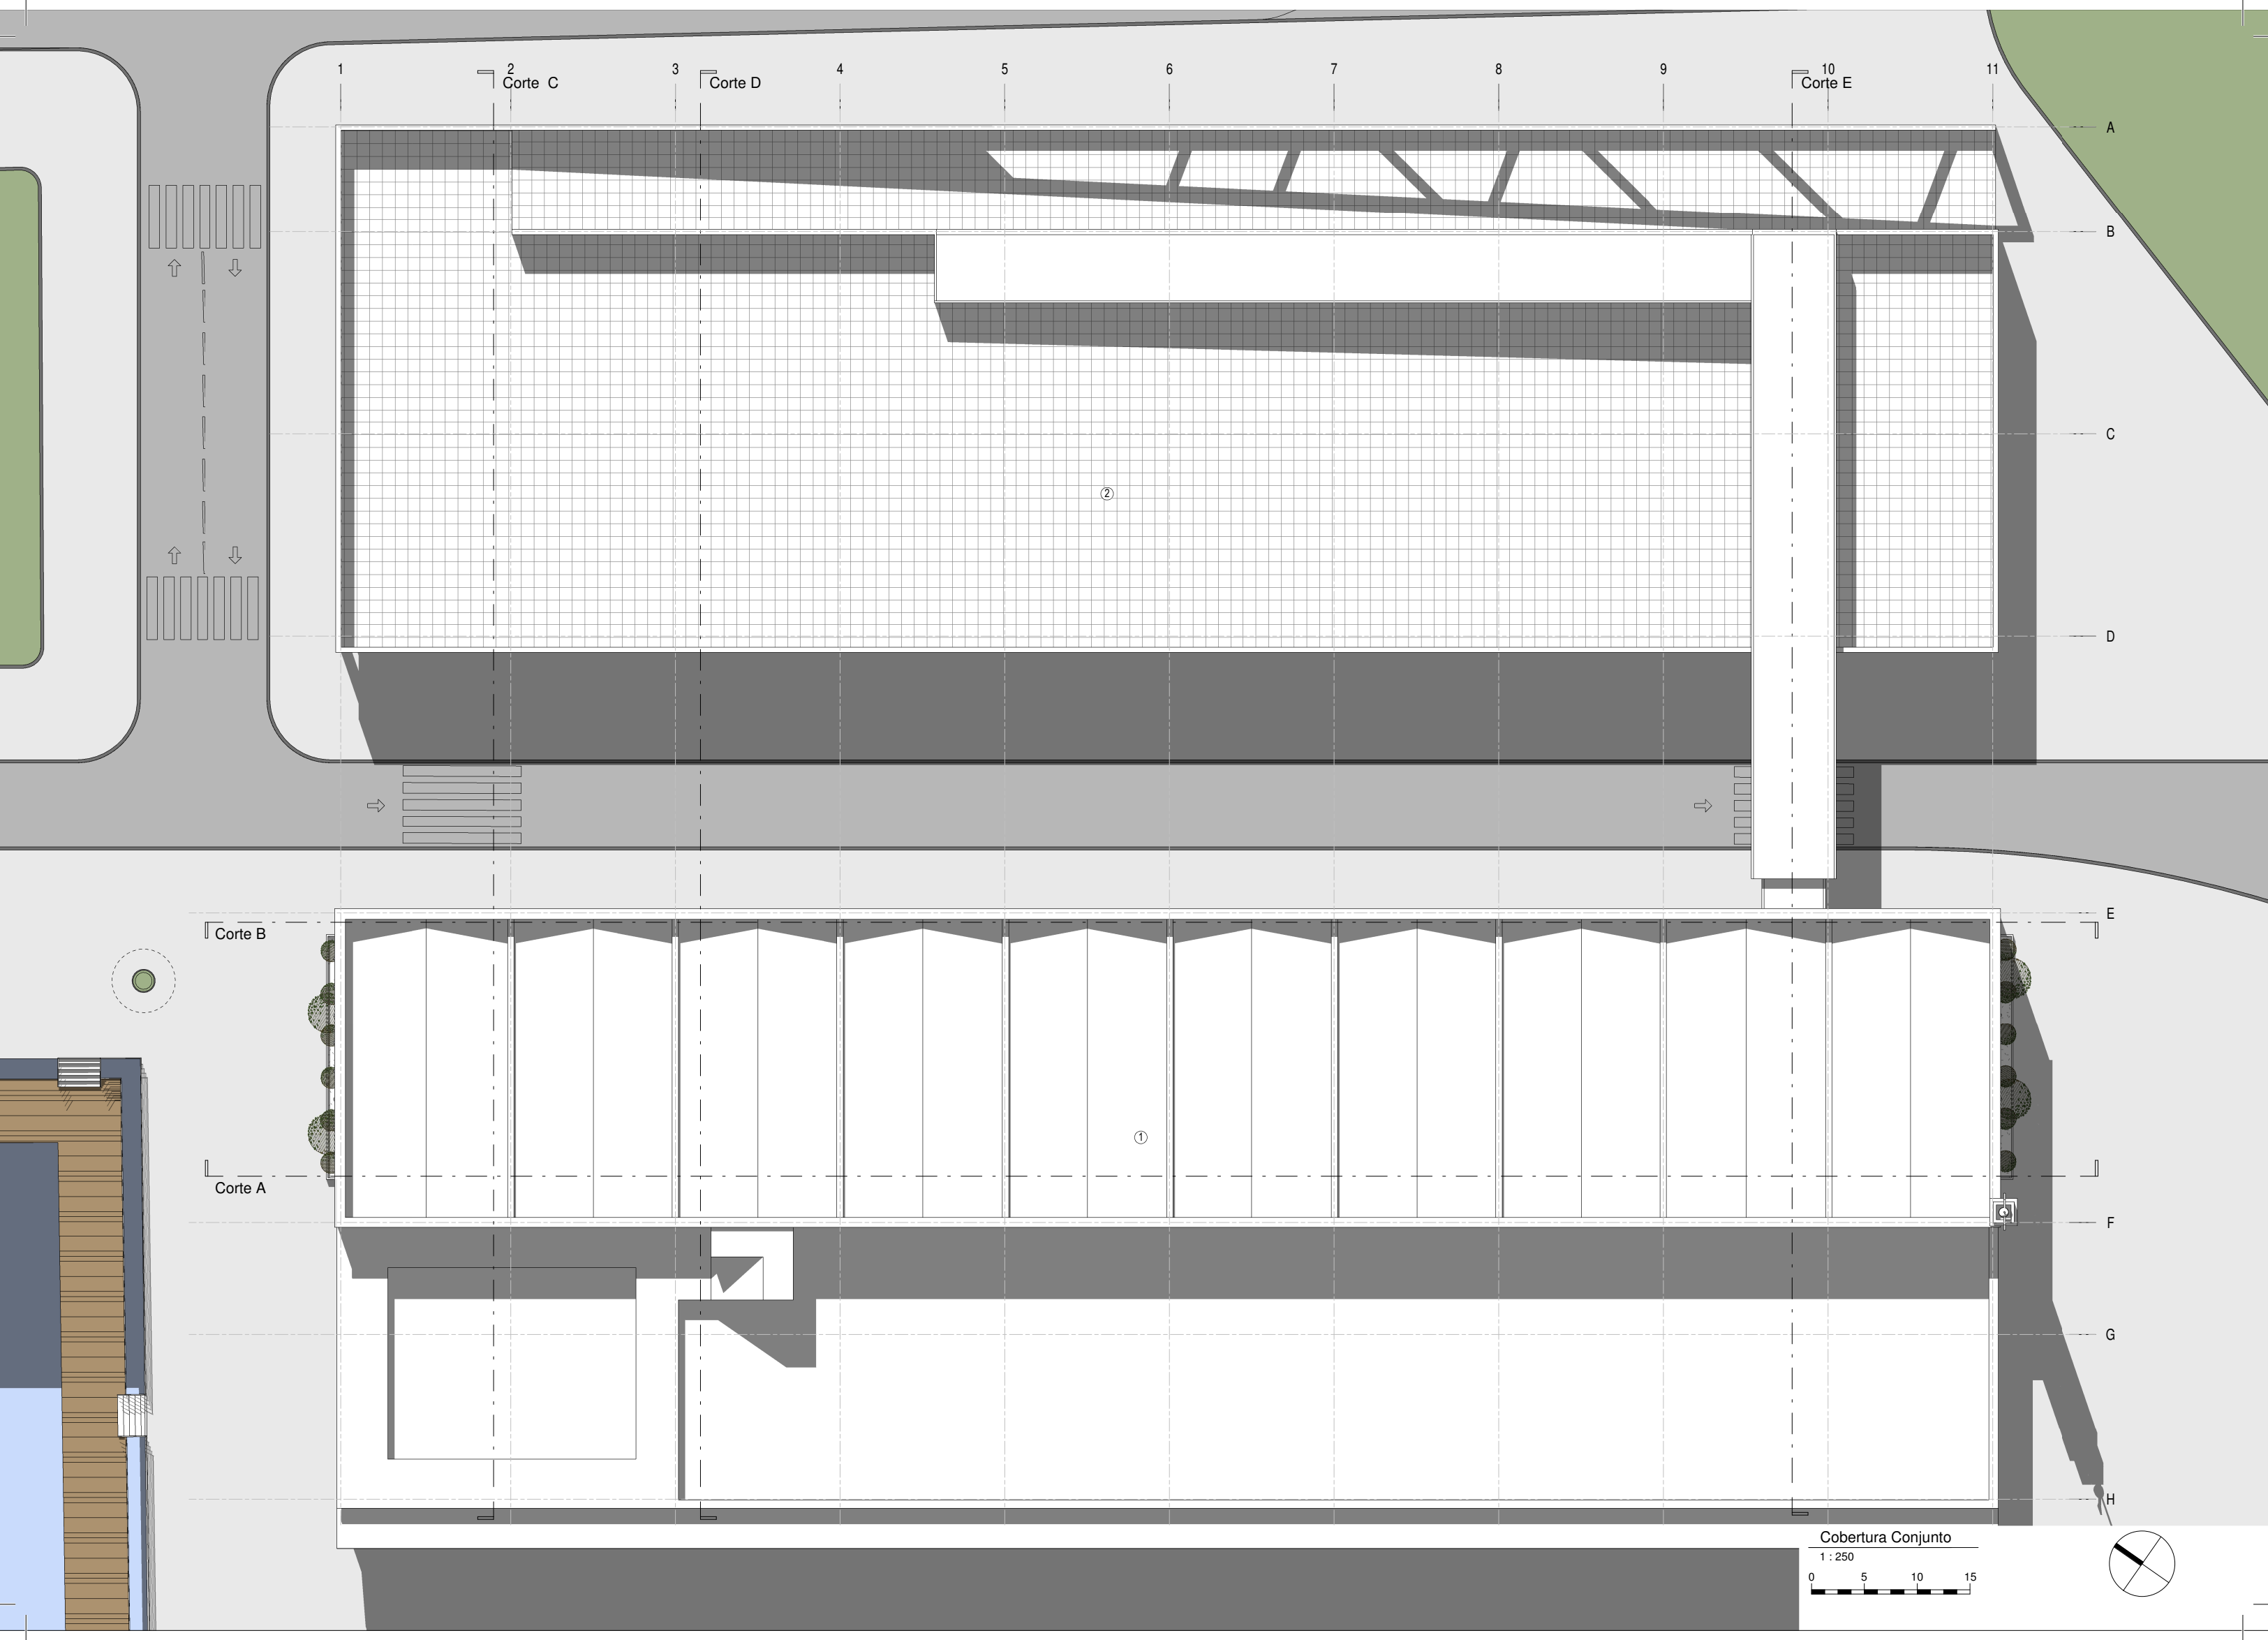 1 2 3 4 5 6 7 8 9 10 11
Corte C Corte D Corte E
A
B
C
2
D
E
Corte B
1
Corte A
F
G
H
Cobertura Conjunto
1 : 250
0 5 10 15